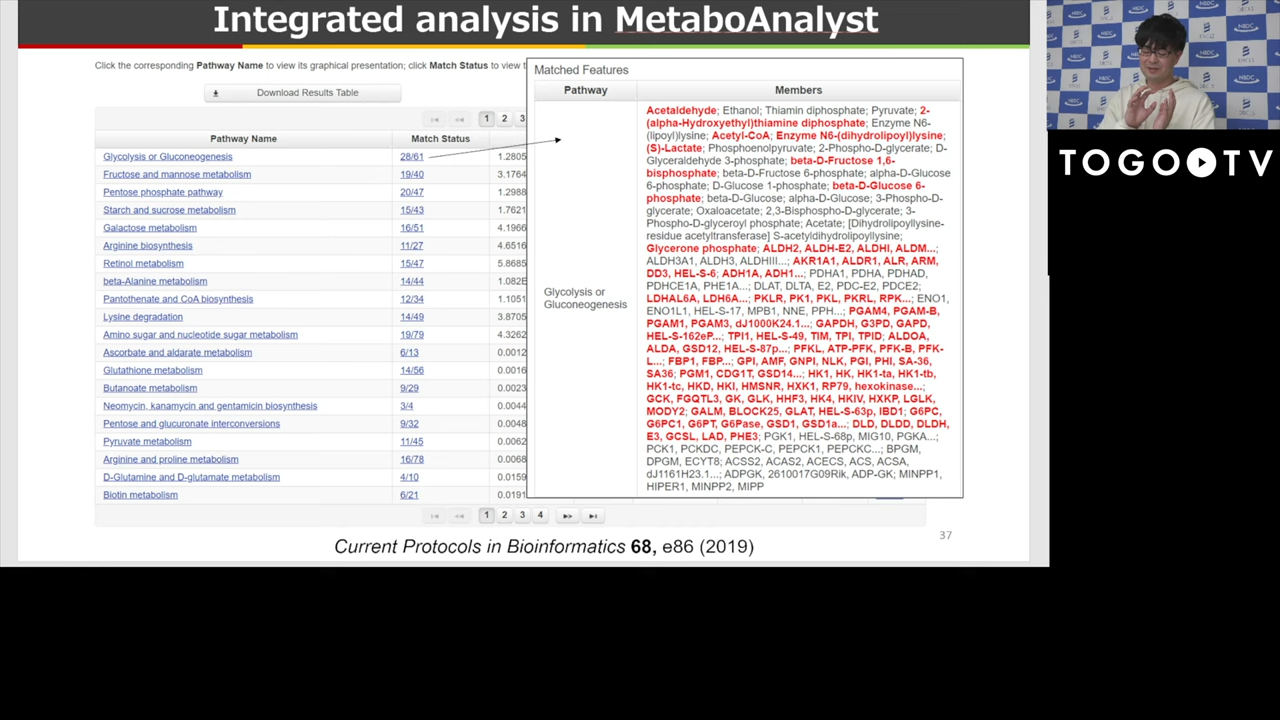 Integrated analysis in MetaboAnalyst
Click the corresponding Pathway Name to view its graphical presentation; click Match Status to view t
Download Results Table
1 2 3
Pathway Name Match Status
Glycolysis or Gluconeogenesis 28/61 1.2805
Fructose and mannose metabolism 19/40 3.1764
Pentose phosphate pathway 20/47 1.2988
Starch and sucrose metabolism 15/43 1.7621
Galactose metabolism 16/51 4.1966
Arginine biosynthesis 11/27 4.6516
Retinol metabolism 15/47 5.8685
beta-Alanine metabolism 14/44 1.082E
Pantothenate and CoA biosynthesis 12/34 1.1051
Lysine degradation 14/49 3.8705
Amino sugar and nucleotide sugar metabolism 19/79 4.3262
Ascorbate and aldarate metabolism 6/13 0.0012
Glutathione metabolism 14/56 0.0016
Butanoate metabolism 9/29 0.0023
Neomycin, kanamycin and gentamicin biosynthesis 3/4 0.0044
Pentose and glucuronate interconversions 9/32 0.0048
Pyruvate metabolism 11/45 0.0062
Arginine and proline metabolism 16/78 0.0068
D-Glutamine and D-glutamate metabolism 4/10 0.0159
Biotin metabolism 6/21 0.0191
1 2 3 4
Matched Features
Pathway Members
Glycolysis or
Gluconeogenesis
Acetaldehyde; Ethanol; Thiamin diphosphate; Pyruvate; 2-
(alpha-Hydroxyethyl)thiamine diphosphate; Enzyme N6-
(lipoyl)lysine; Acetyl-CoA; Enzyme N6-(dihydrolipoyl)lysine;
(S)-Lactate; Phosphoenolpyruvate; 2-Phospho-D-glycerate; D-
Glyceraldehyde 3-phosphate; beta-D-Fructose 1,6-
bisphosphate; beta-D-Fructose 6-phosphate; alpha-D-Glucose
6-phosphate; D-Glucose 1-phosphate; beta-D-Glucose 6-
phosphate; beta-D-Glucose; alpha-D-Glucose; 3-Phospho-D-
glycerate; Oxaloacetate; 2,3-Bisphospho-D-glycerate; 3-
Phospho-D-glyceroyl phosphate; Acetate; [Dihydrolipoyllysine-
residue acetyltransferase] S-acetyldihydrolipoyllysine;
Glycerone phosphate; ALDH2, ALDH-E2, ALDHI, ALDM...;
ALDH3A1, ALDH3, ALDHIII...; AKR1A1, ALDR1, ALR, ARM,
DD3, HEL-S-6; ADH1A, ADH1...; PDHA1, PDHA, PDHAD,
PDHCE1A, PHE1A...; DLAT, DLTA, E2, PDC-E2, PDCE2;
LDHAL6A, LDH6A...; PKLR, PK1, PKL, PKRL, RPK...; ENO1,
ENO1L1, HEL-S-17, MPB1, NNE, PPH...; PGAM4, PGAM-B,
PGAM1, PGAM3, dJ1000K24.1...; GAPDH, G3PD, GAPD,
HEL-S-162eP...; TPI1, HEL-S-49, TIM, TPI, TPID; ALDOA,
ALDA, GSD12, HEL-S-87p...; PFKL, ATP-PFK, PFK-B, PFK-
L...; FBP1, FBP...; GPI, AMF, GNPI, NLK, PGI, PHI, SA-36,
SA36; PGM1, CDG1T, GSD14...; HK1, HK, HK1-ta, HK1-tb,
HK1-tc, HKD, HKI, HMSNR, HXK1, RP79, hexokinase...;
GCK, FGQTL3, GK, GLK, HHF3, HK4, HKIV, HXKP, LGLK,
MODY2; GALM, BLOCK25, GLAT, HEL-S-63p, IBD1; G6PC,
G6PC1, G6PT, G6Pase, GSD1, GSD1a...; DLD, DLDD, DLDH,
E3, GCSL, LAD, PHE3; PGK1, HEL-S-68p, MIG10, PGKA...;
PCK1, PCKDC, PEPCK-C, PEPCK1, PEPCKC...; BPGM,
DPGM, ECYT8; ACSS2, ACAS2, ACECS, ACS, ACSA,
dJ1161H23.1...; ADPGK, 2610017G09Rik, ADP-GK; MINPP1,
HIPER1, MINPP2, MIPP
37
Current Protocols in Bioinformatics 68, e86 (2019)
NBDC
TOGO TV